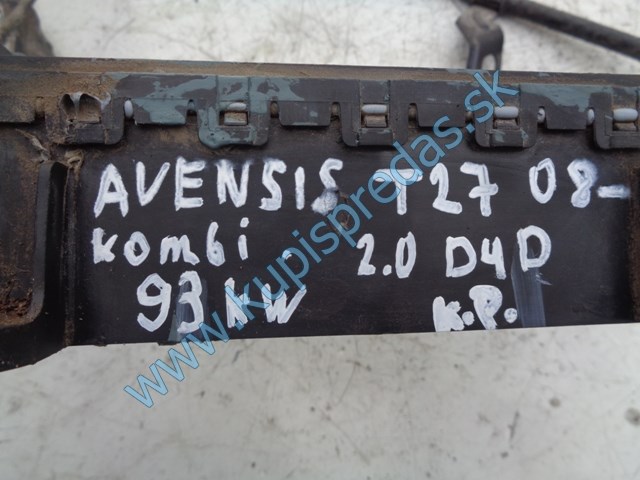 AVENSIS T27 08-
kombi 2.0 D4D
93 kW K.P.
www.kupispredas.sk